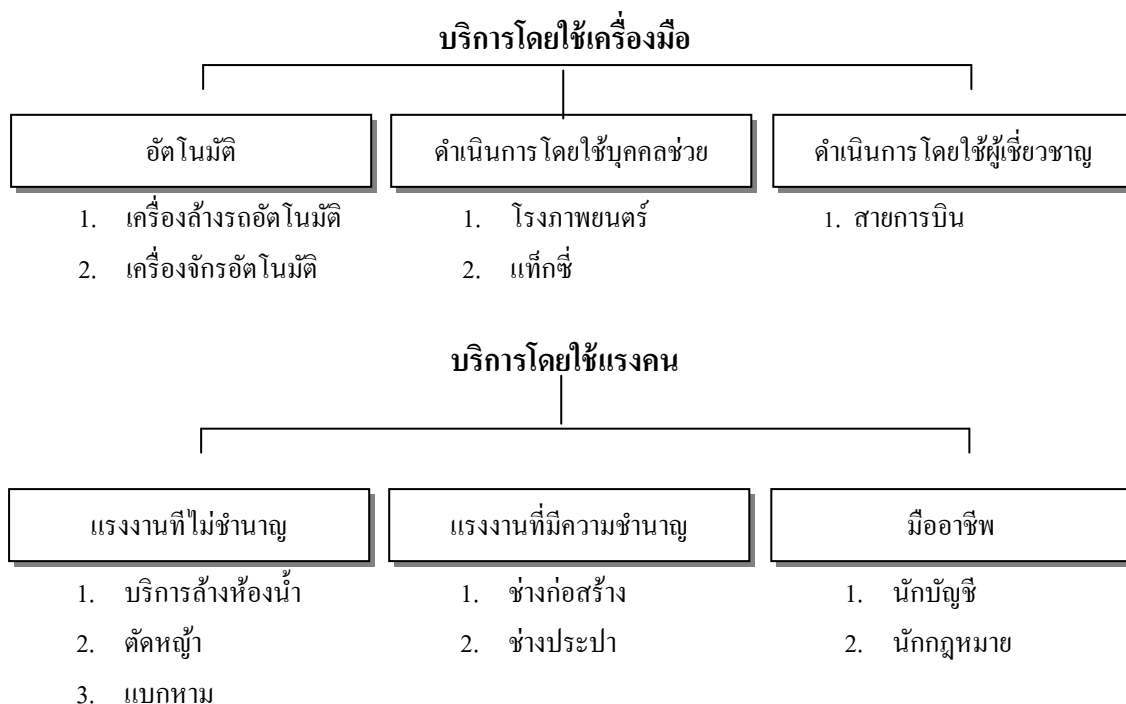 บริการโดยใช้เครื่องมือ
อัตโนมัติ
ดำเนินการโดยใช้บุคคลช่วย
ดำเนินการโดยใช้ผู้เชี่ยวชาญ
1. เครื่องล้างรถอัตโนมัติ
2. เครื่องจักรอัตโนมัติ
1. โรงภาพยนตร์
2. แท็กซี่
1. สายการบิน
บริการโดยใช้แรงคน
แรงงานทีไม่ชำนาญ
แรงงานที่มีความชำนาญ
มืออาชีพ
1. บริการล้างห้องน้ำ
2. ตัดหญ้า
3. แบกหาม
1. ช่างก่อสร้าง
2. ช่างประปา
1. นักบัญชี
2. นักกฎหมาย